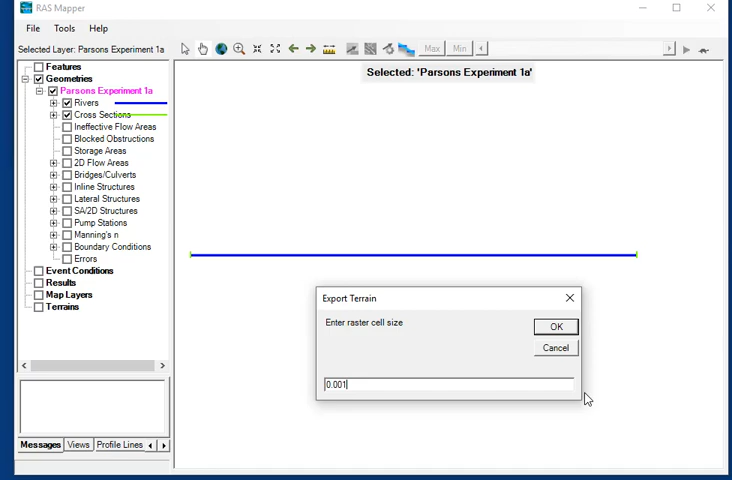 RAS Mapper
File Tools Help
Selected Layer: Parsons Experiment 1a
Max Min
Features
Geometries
Parsons Experiment 1a
Rivers
Cross Sections
Ineffective Flow Areas
Blocked Obstructions
Storage Areas
2D Flow Areas
Bridges/Culverts
Inline Structures
Lateral Structures
SA/2D Structures
Pump Stations
Manning's n
Boundary Conditions
Errors
Event Conditions
Results
Map Layers
Terrains
Selected: 'Parsons Experiment 1a'
Export Terrain
Enter raster cell size
OK
Cancel
0.001
Messages Views Profile Lines